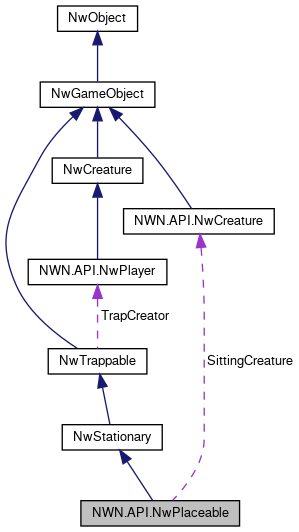 NwObject
NwGameObject
NwCreature
NWN.API.NwCreature
NWN.API.NwPlayer
TrapCreator
NwTrappable
SittingCreature
NwStationary
NWN.API.NwPlaceable